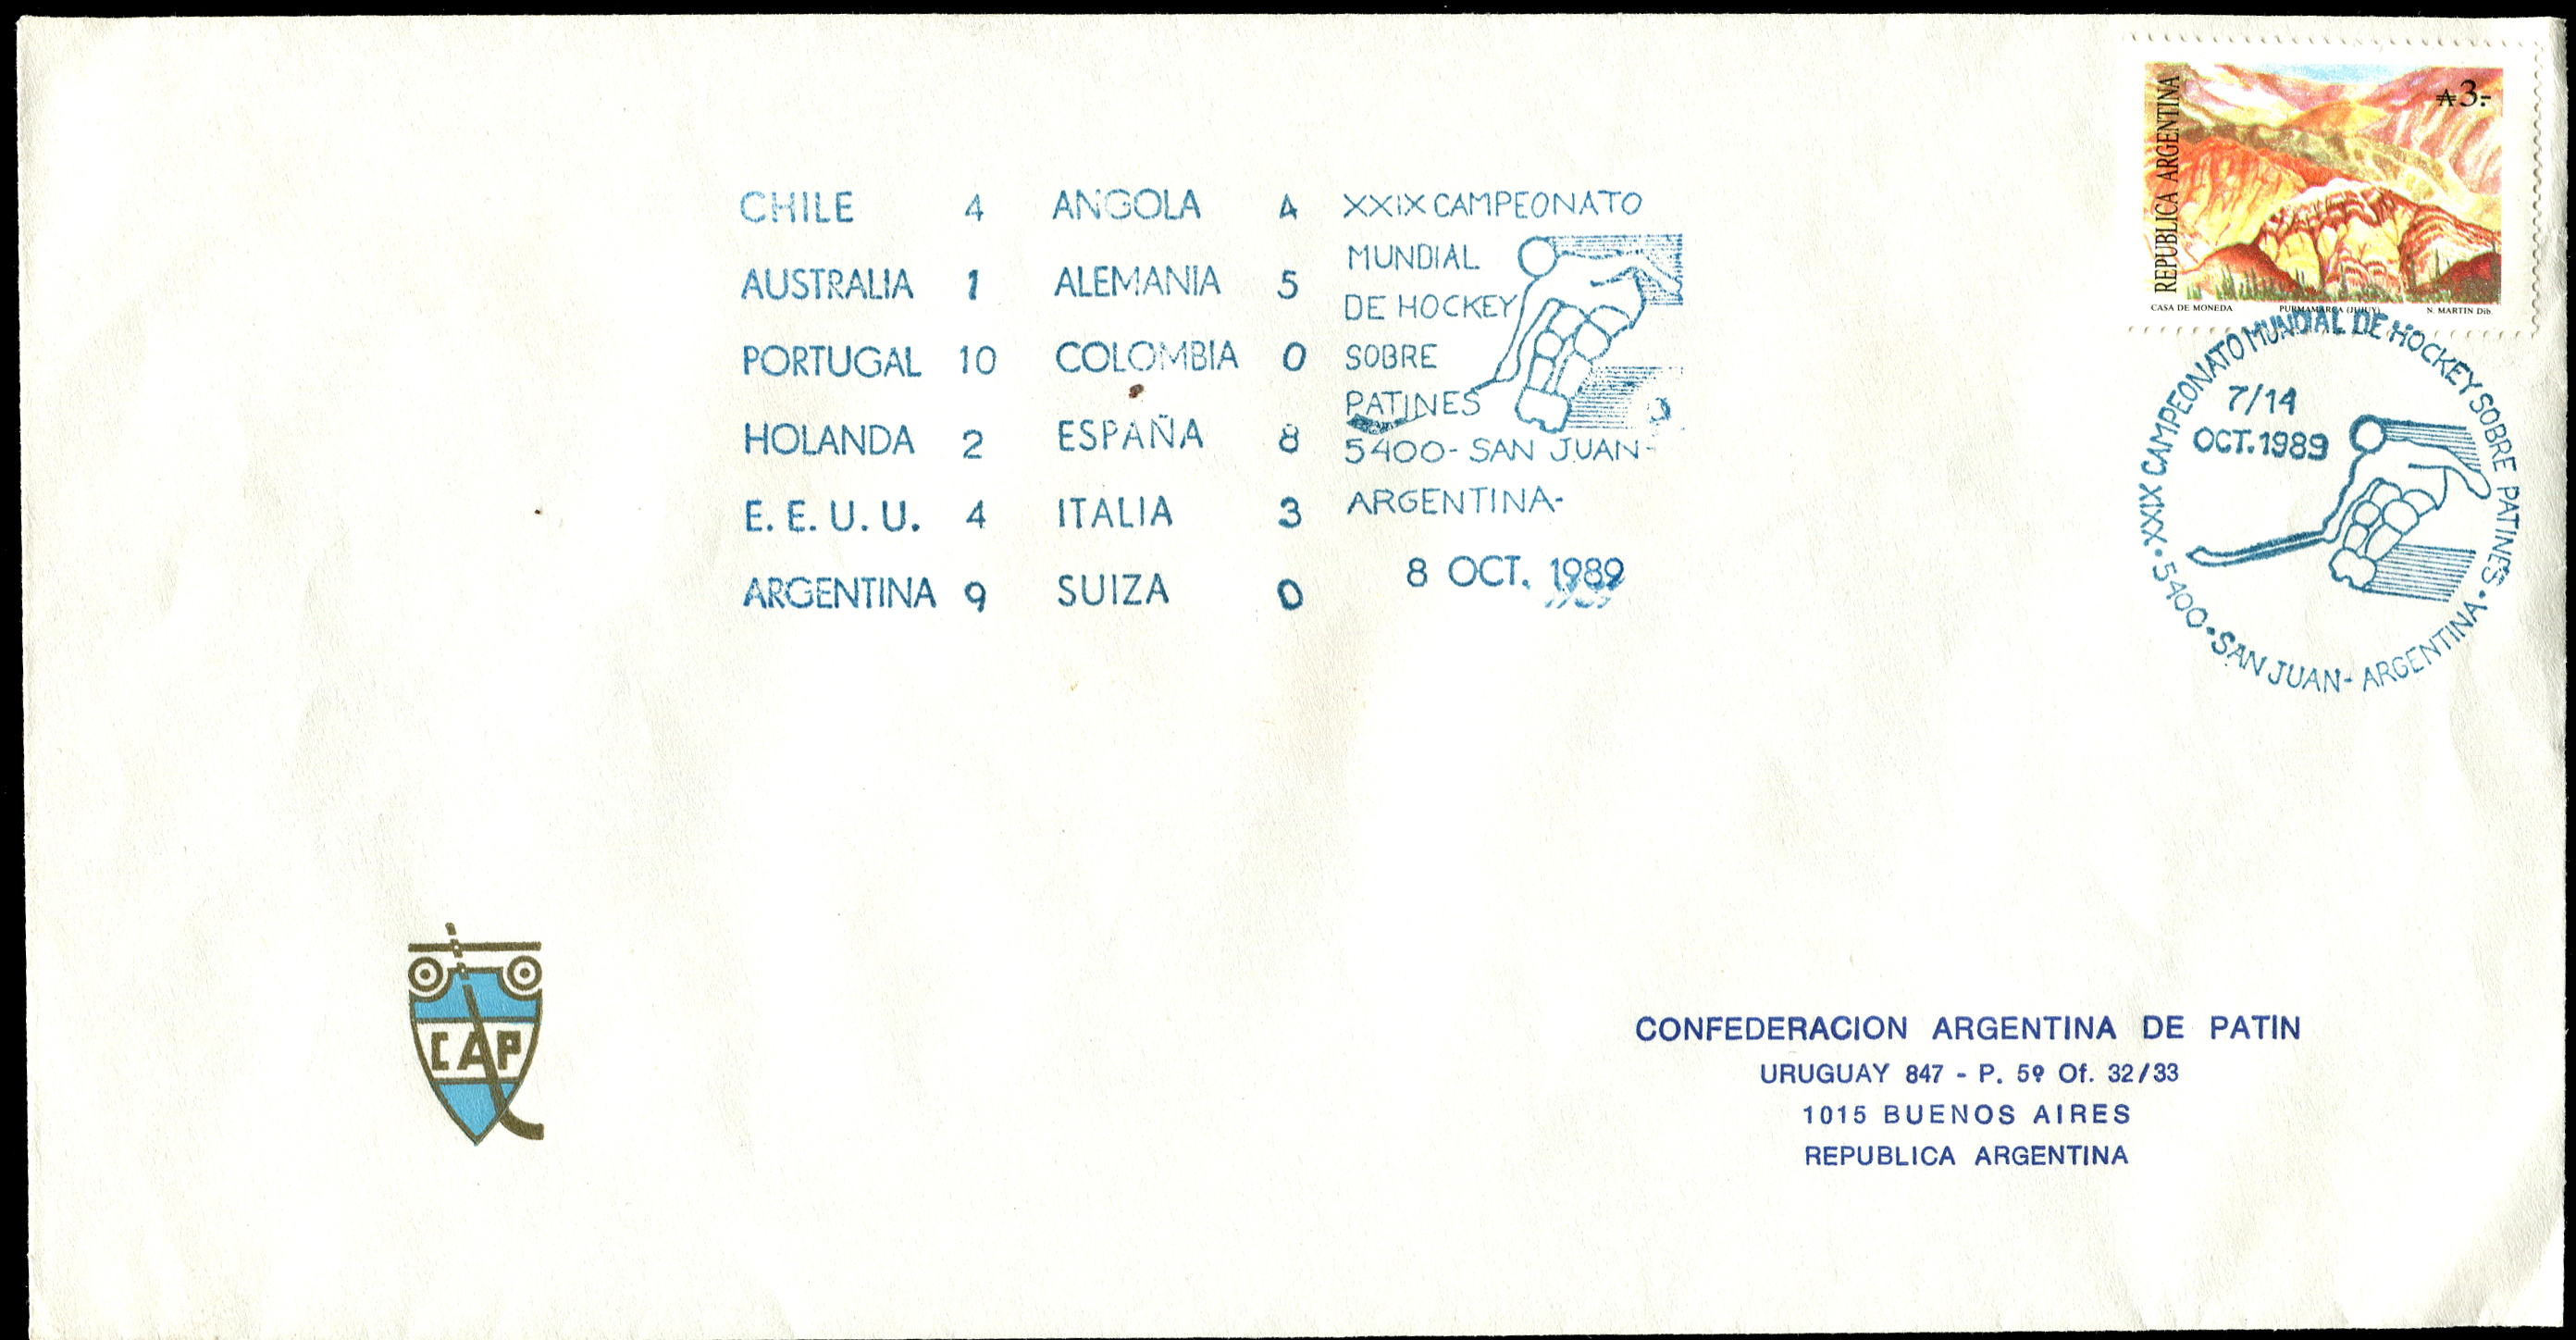 REPUBLICA ARGENTINA
₳3.-
CASA DE MONEDA PURMAMARCA (JUJUY) N. MARTIN Dib.
CHILE 4 ANGOLA 4
AUSTRALIA 1 ALEMANIA 5
PORTUGAL 10 COLOMBIA 0
HOLANDA 2 ESPAÑA 8
E. E. U. U. 4 ITALIA 3
ARGENTINA 9 SUIZA 0
XXIX CAMPEONATO
MUNDIAL
DE HOCKEY
SOBRE
PATINES
5400- SAN JUAN-
ARGENTINA-
8 OCT. 1989
• XXIX CAMPEONATO MUNDIAL DE HOCKEY SOBRE PATINES •
7/14
OCT. 1989
5400 • SAN JUAN - ARGENTINA
CAP
CONFEDERACION ARGENTINA DE PATIN
URUGUAY 847 - P. 5º Of. 32/33
1015 BUENOS AIRES
REPUBLICA ARGENTINA